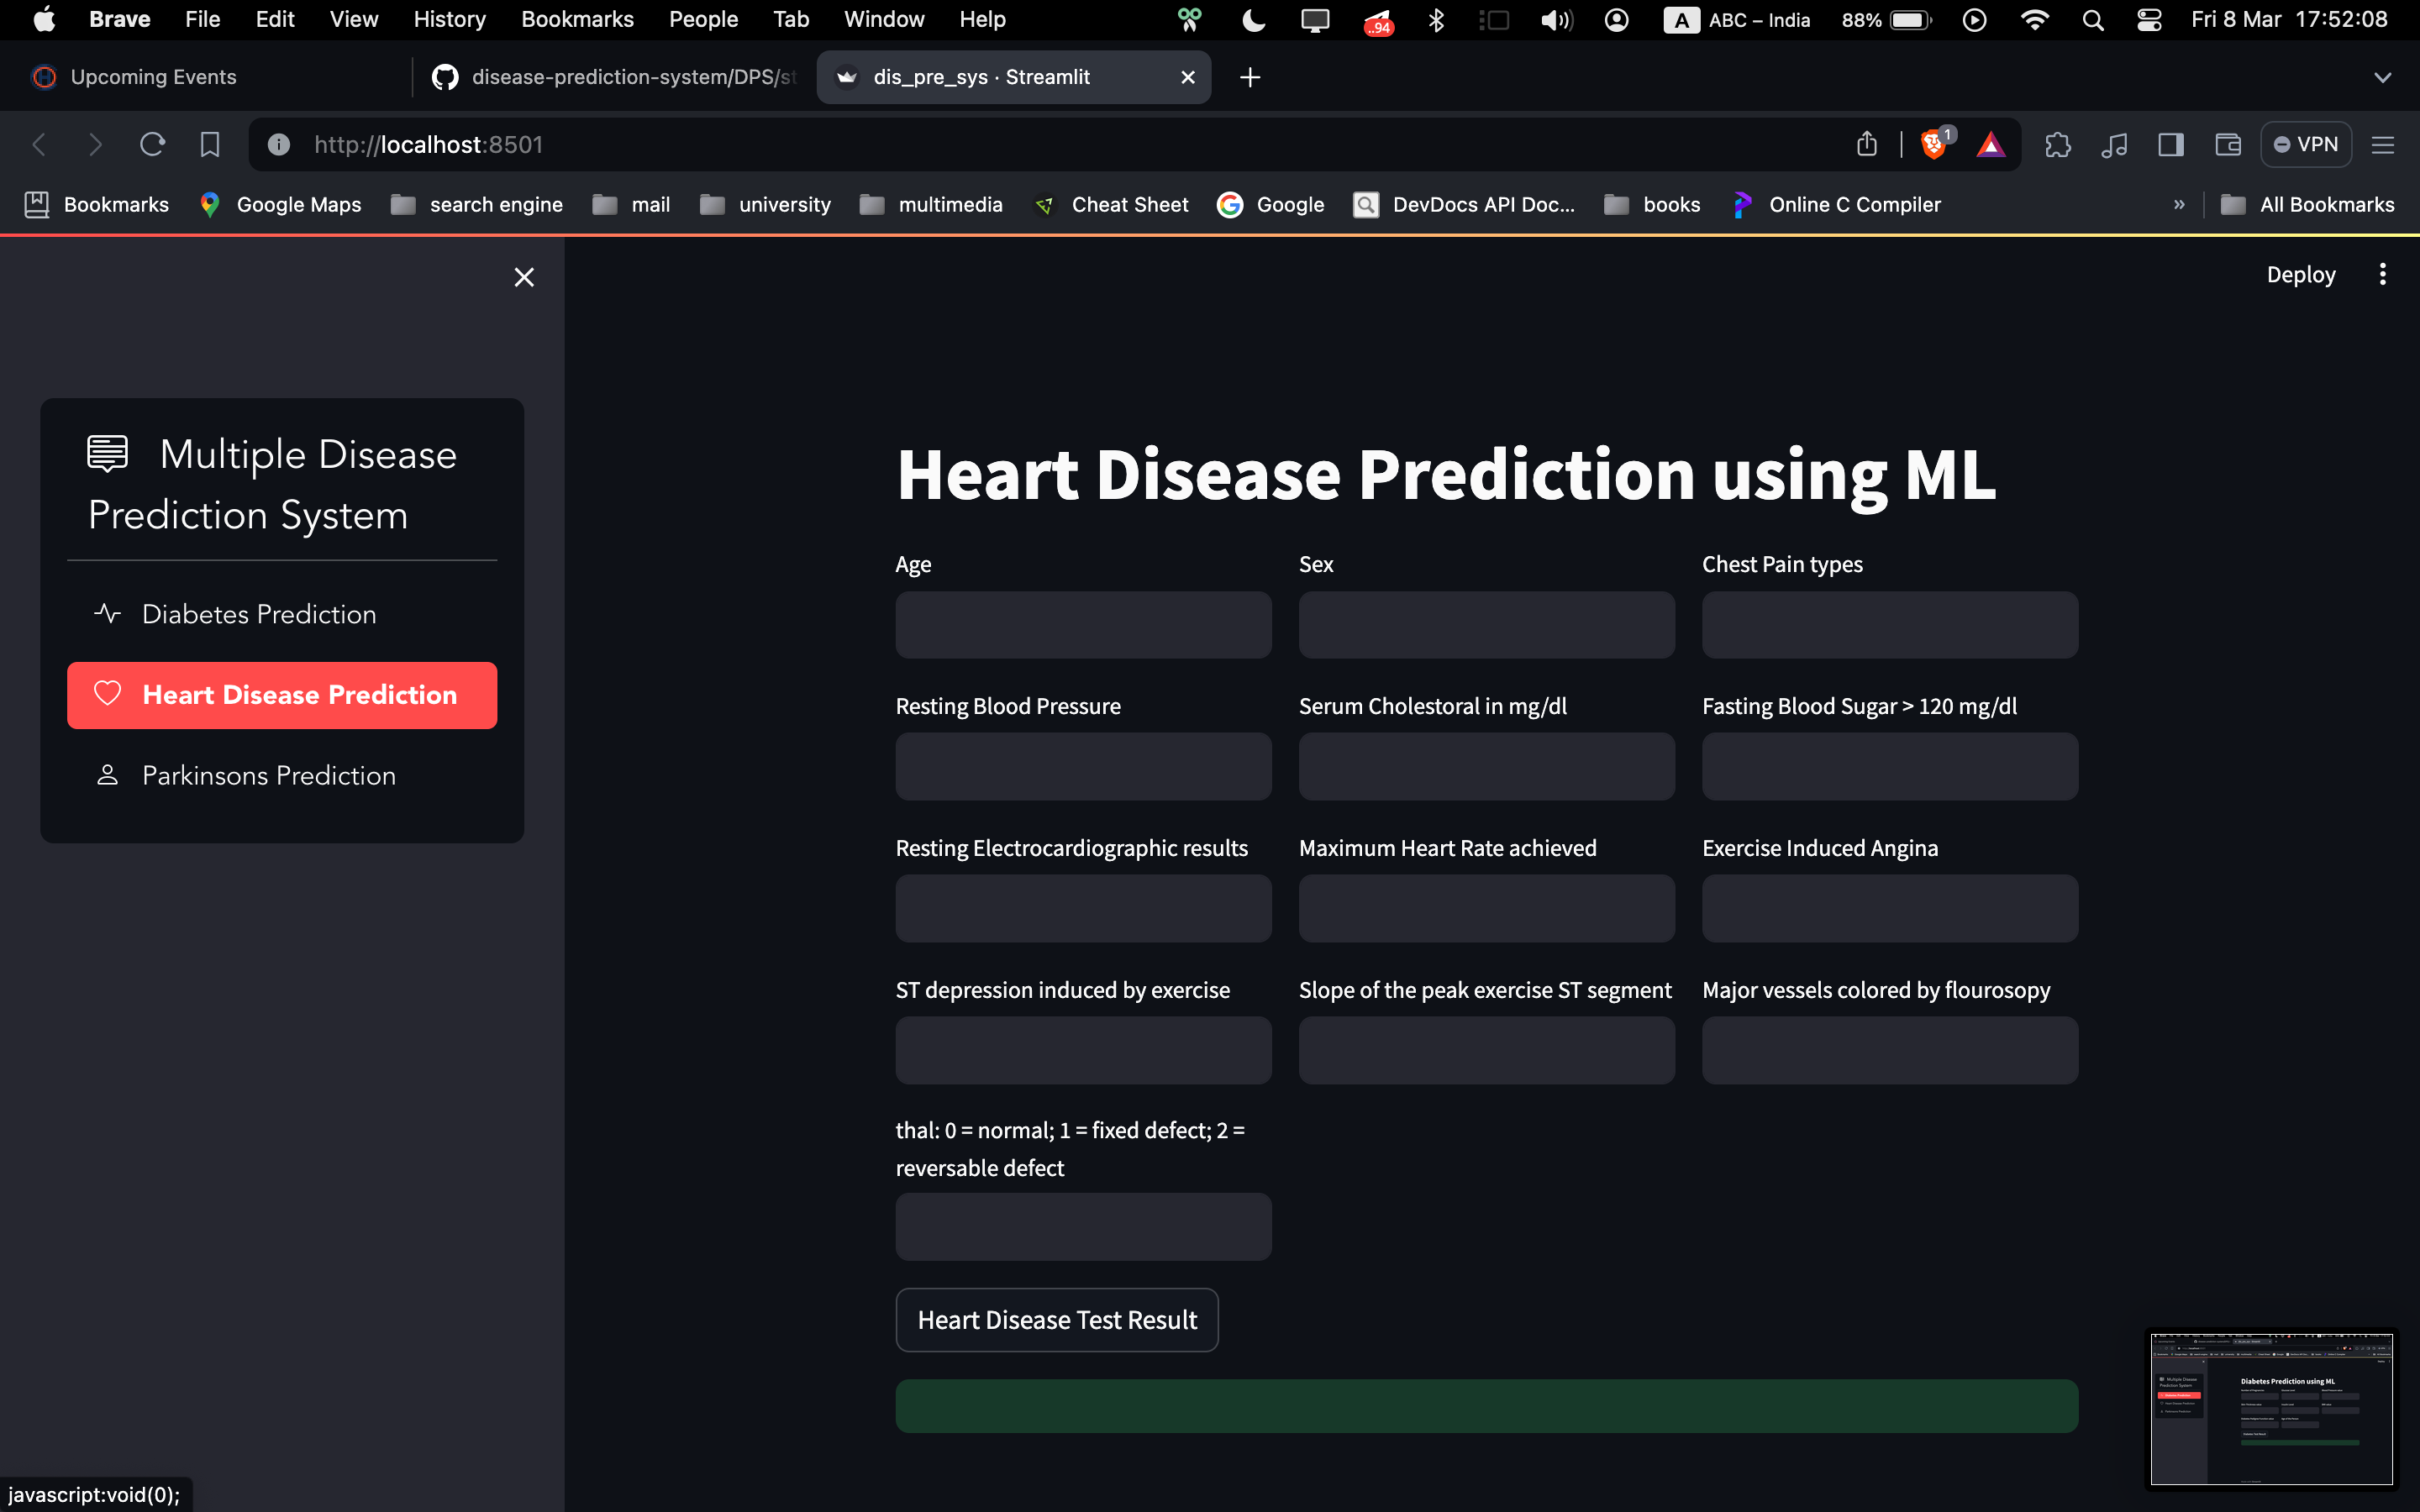 Brave File Edit View History Bookmarks People Tab Window Help ..94 A ABC – India 88% Fri 8 Mar 17:52:08
Upcoming Events disease-prediction-system/DPS/st dis_pre_sys · Streamlit
http://localhost:8501 1 VPN
Bookmarks Google Maps search engine mail university multimedia Cheat Sheet Google DevDocs API Doc... books Online C Compiler » All Bookmarks
Deploy
Multiple Disease
Prediction System
Diabetes Prediction
Heart Disease Prediction
Parkinsons Prediction
Heart Disease Prediction using ML
Age Sex Chest Pain types
Resting Blood Pressure Serum Cholestoral in mg/dl Fasting Blood Sugar > 120 mg/dl
Resting Electrocardiographic results Maximum Heart Rate achieved Exercise Induced Angina
ST depression induced by exercise Slope of the peak exercise ST segment Major vessels colored by flourosopy
thal: 0 = normal; 1 = fixed defect; 2 =
reversable defect
Heart Disease Test Result
Multiple Disease
Prediction System
Diabetes Prediction using ML
javascript:void(0);